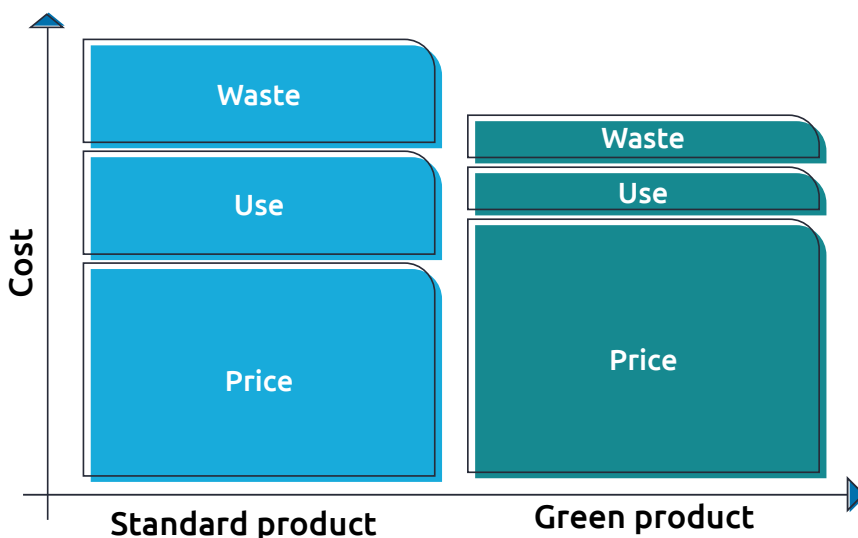 Cost
Waste
Use
Price
Waste
Use
Price
Standard product
Green product